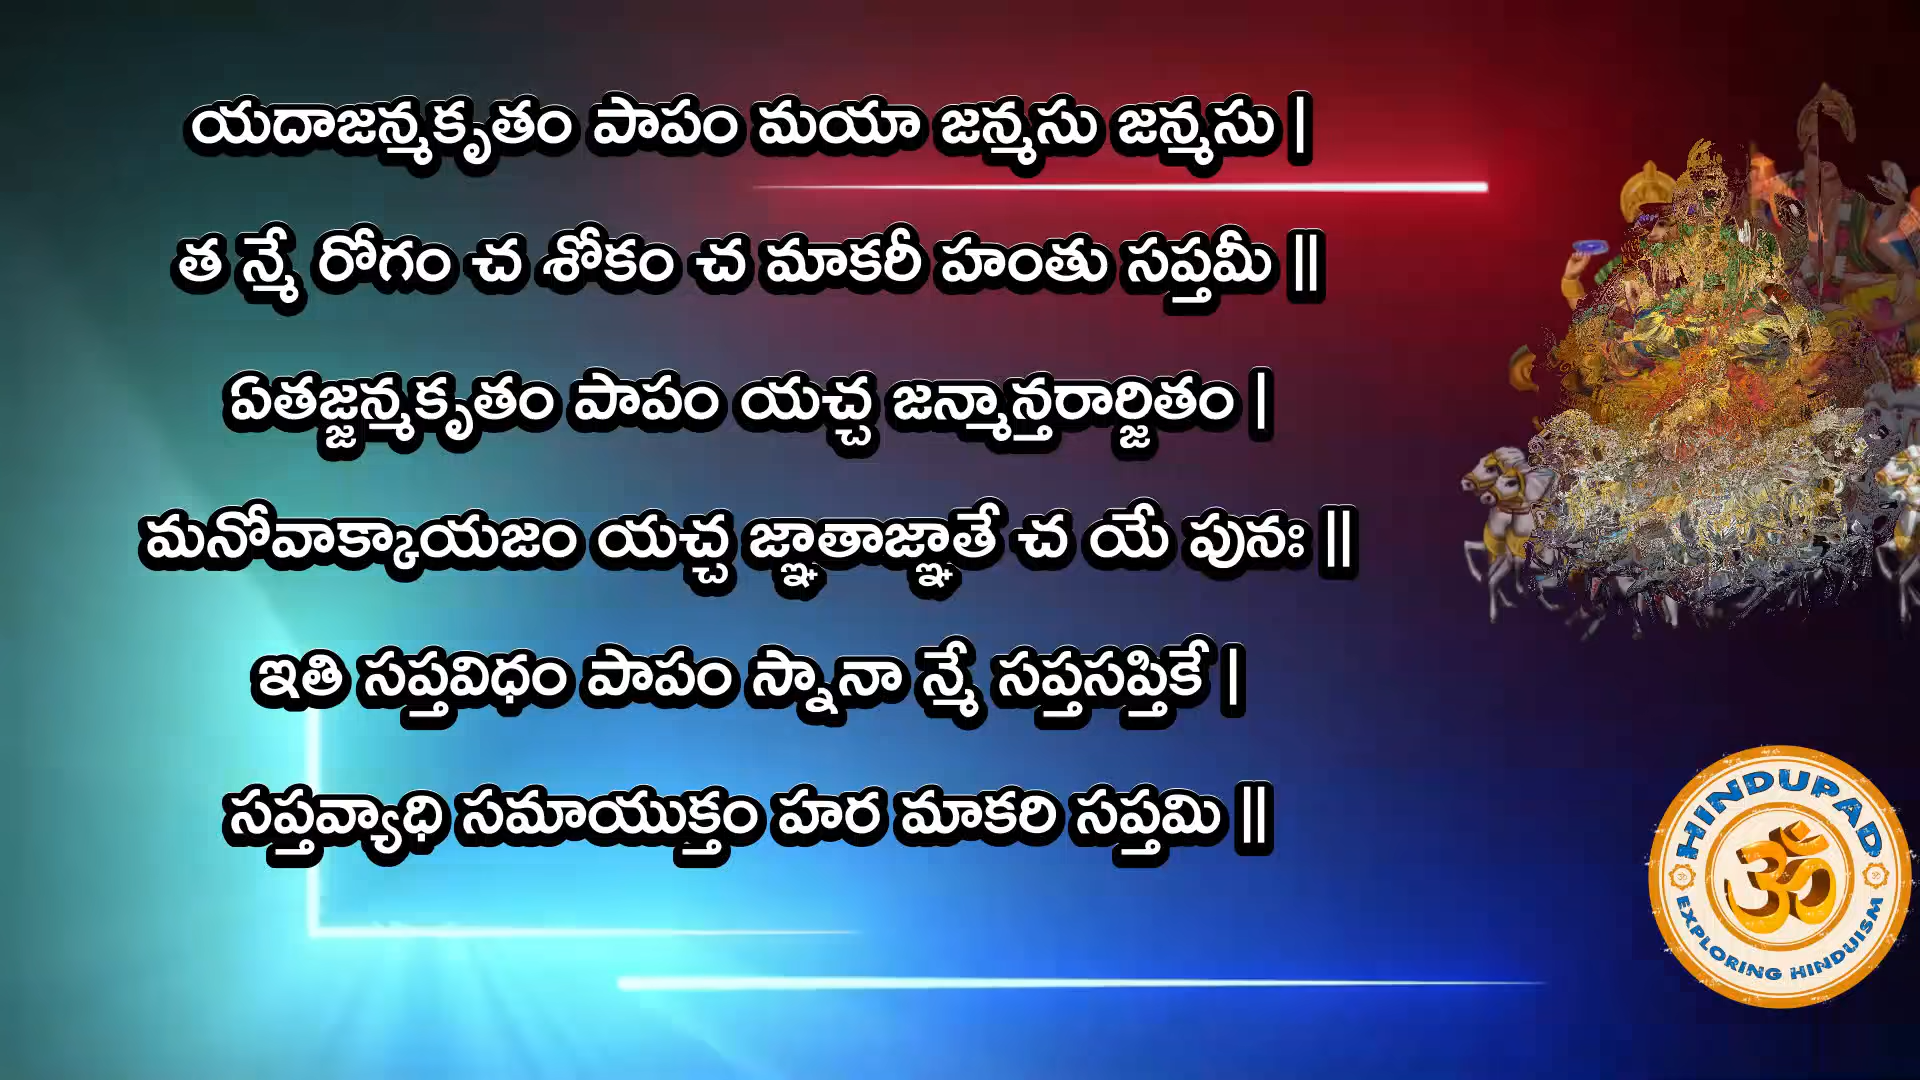 యదాజన్మకృతం పాపం మయా జన్మసు జన్మసు |
త న్మే రోగం చ శోకం చ మాకరీ హంతు సప్తమీ ||
ఏతజ్జన్మకృతం పాపం యచ్చ జన్మాన్తరార్జితం |
మనోవాక్కాయజం యచ్చ జ్ఞాతాజ్ఞాతే చ యే పునః ||
ఇతి సప్తవిధం పాపం స్నానా న్మే సప్తసప్తికే |
సప్తవ్యాధి సమాయుక్తం హర మాకరి సప్తమి ||
HINDUPAD
ॐ
EXPLORING HINDUISM